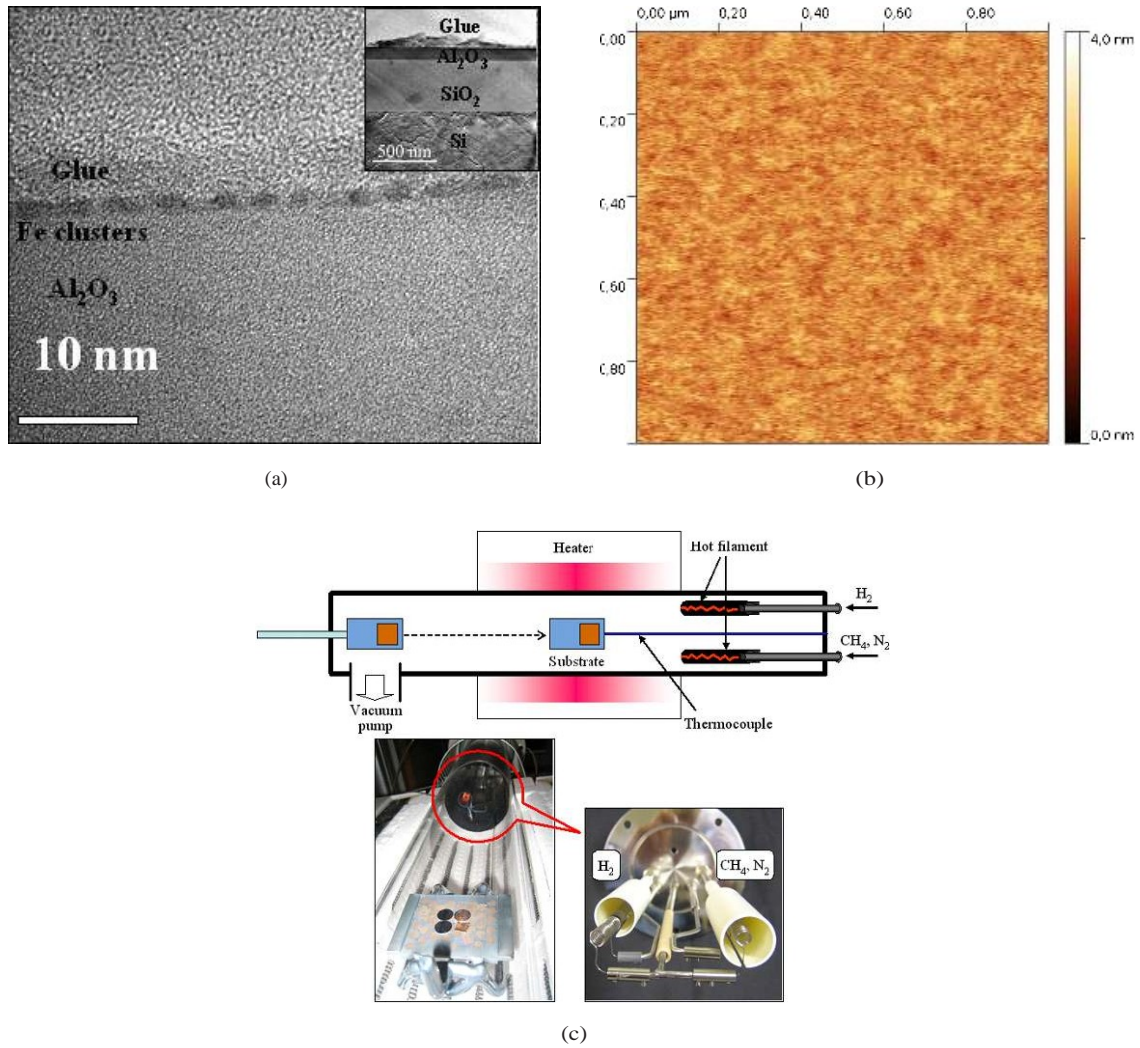 Glue
Al₂O₃
SiO₂
Si
500 nm
Glue
Fe clusters
Al₂O₃
10 nm
(a)
0,00 µm 0,20 0,40 0,60 0,80
0,00
0,20
0,40
0,60
0,80
4,0 nm
0,0 nm
(b)
Heater
Hot filament
H₂
CH₄, N₂
Substrate
Vacuum
pump
Thermocouple
H₂
CH₄, N₂
(c)